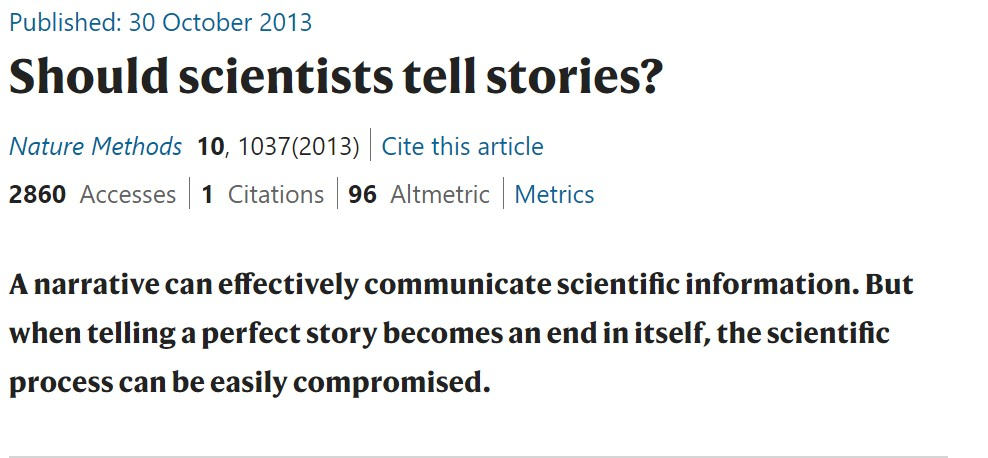 Published: 30 October 2013
Should scientists tell stories?
Nature Methods 10, 1037(2013) | Cite this article
2860 Accesses | 1 Citations | 96 Altmetric | Metrics
A narrative can effectively communicate scientific information. But
when telling a perfect story becomes an end in itself, the scientific
process can be easily compromised.